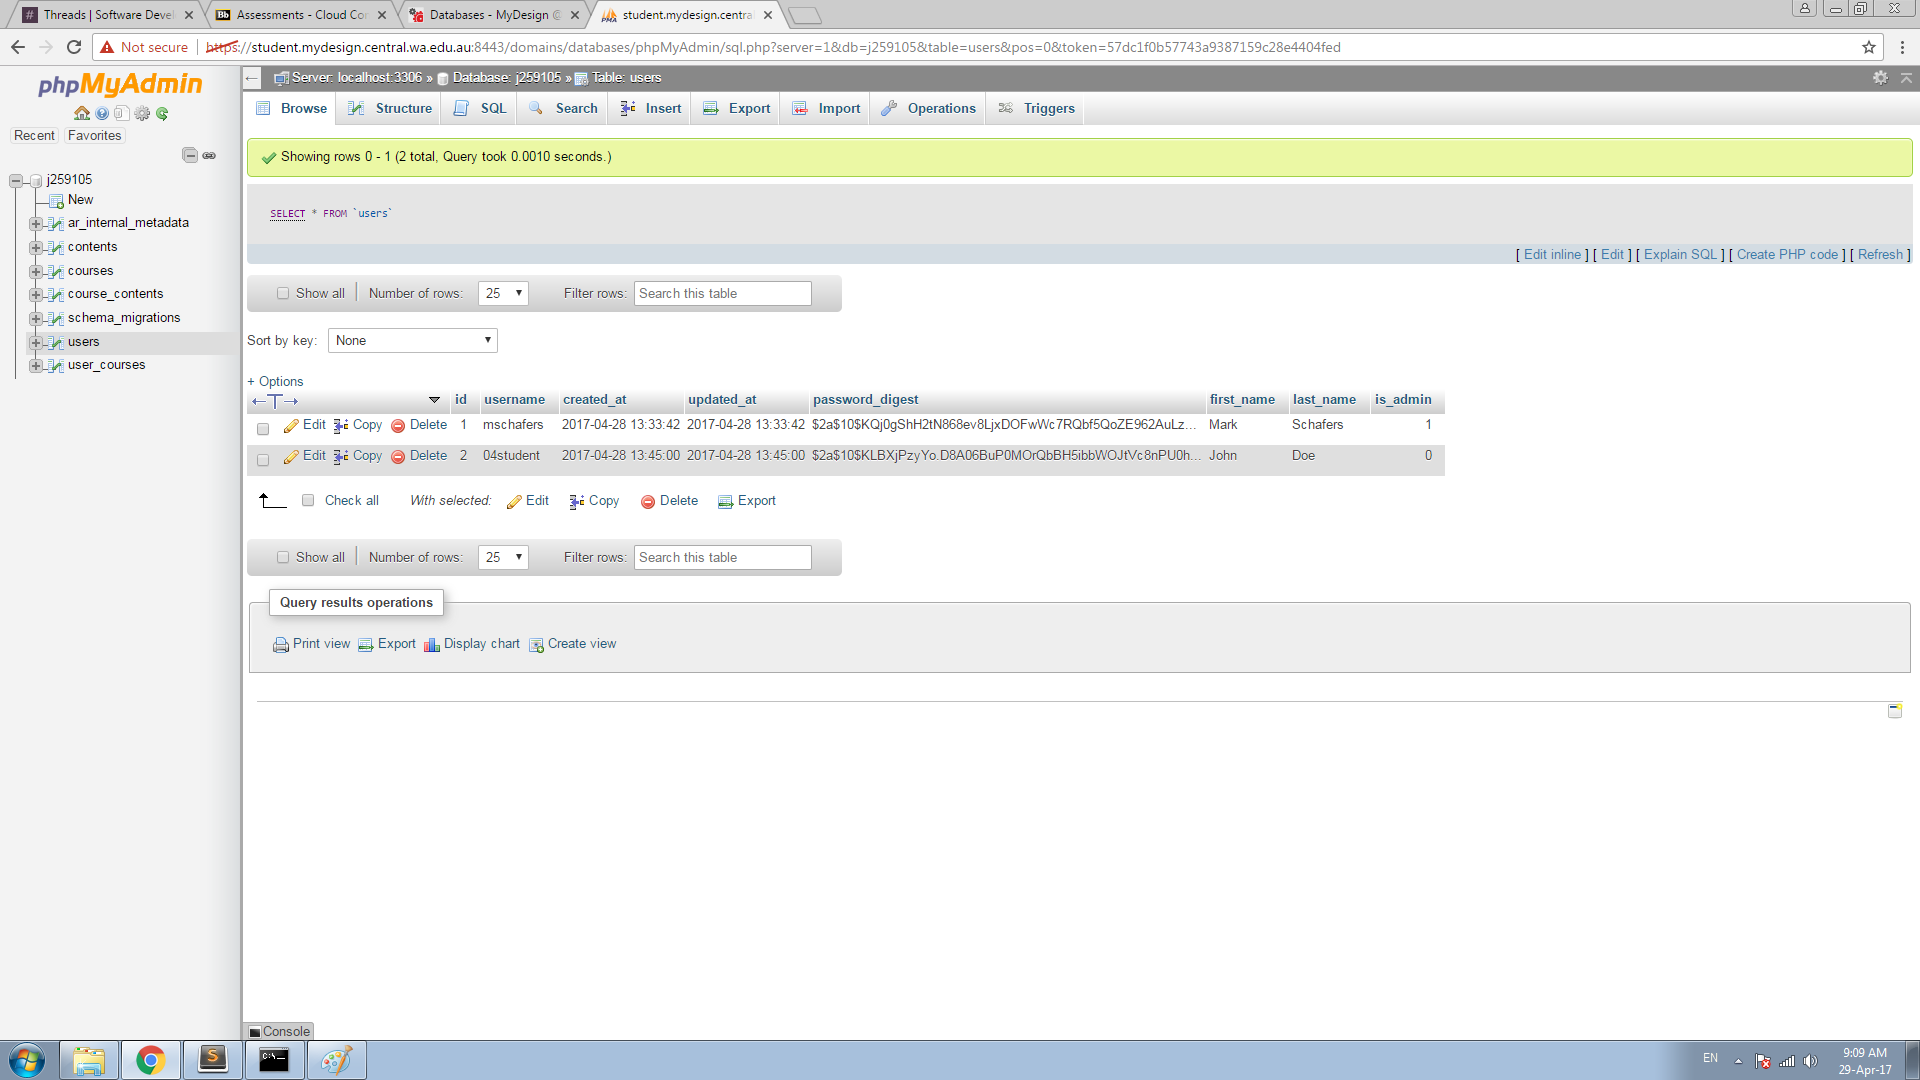 Threads | Software Devel
Assessments - Cloud Cor
Databases - MyDesign @
student.mydesign.central
Not secure
https://student.mydesign.central.wa.edu.au:8443/domains/databases/phpMyAdmin/sql.php?server=1&db=j259105&table=users&pos=0&token=57dc1f0b57743a9387159c28e4404fed
phpMyAdmin
Recent Favorites
j259105
New
ar_internal_metadata
contents
courses
course_contents
schema_migrations
users
user_courses
Server: localhost:3306 » Database: j259105 » Table: users
Browse Structure SQL Search Insert Export Import Operations Triggers
Showing rows 0 - 1 (2 total, Query took 0.0010 seconds.)
SELECT * FROM `users`
[ Edit inline ] [ Edit ] [ Explain SQL ] [ Create PHP code ] [ Refresh ]
Show all Number of rows: 25 Filter rows: Search this table
Sort by key: None
+ Options
id username created_at updated_at password_digest first_name last_name is_admin
Edit Copy Delete 1 mschafers 2017-04-28 13:33:42 2017-04-28 13:33:42 $2a$10$KQj0gShH2tN868ev8LjxDOFwWc7RQbf5QoZE962AuLz... Mark Schafers 1
Edit Copy Delete 2 04student 2017-04-28 13:45:00 2017-04-28 13:45:00 $2a$10$KLBXjPzyYo.D8A06BuP0MOrQbBH5ibbWOJtVc8nPU0h... John Doe 0
Check all With selected: Edit Copy Delete Export
Show all Number of rows: 25 Filter rows: Search this table
Query results operations
Print view Export Display chart Create view
Console
EN
9:09 AM
29-Apr-17